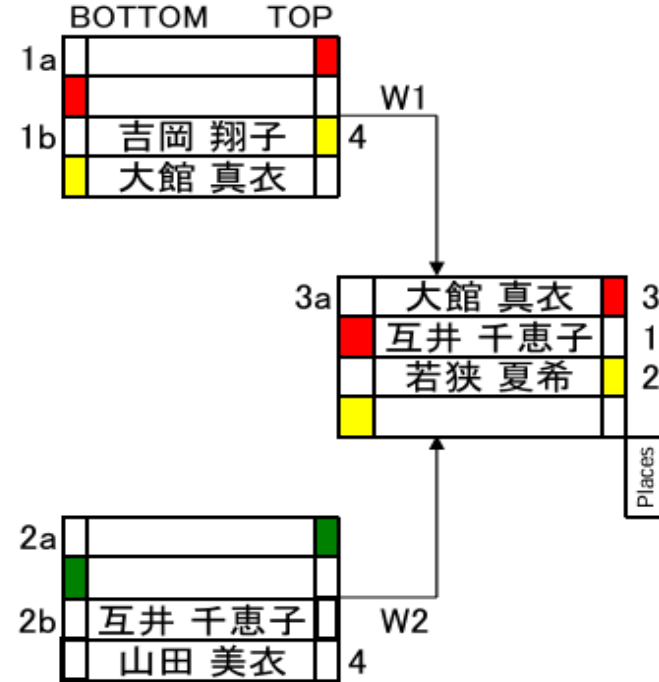 BOTTOM TOP
1a
W1
1b 吉岡 翔子 4
大館 真衣
3a 大館 真衣 3
互井 千恵子 1
若狭 夏希 2
Places
2a
2b 互井 千恵子 W2
山田 美衣 4